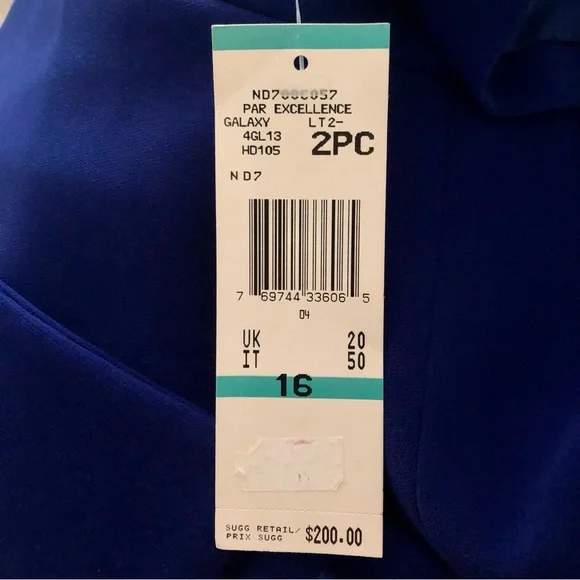 PAR EXCELLENCE
GALAXY LT2-
4GL13 2PC
HD105
ND7
7 69744 33606 5
04
UK 20
IT 50
16
SUGG RETAIL/
PRIX SUGG $200.00